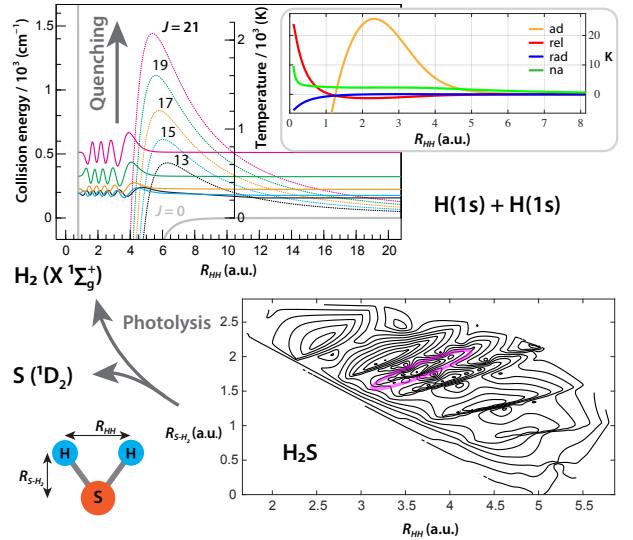 Collision energy / 10³ (cm⁻¹)
1.5
1
0.5
0
Quenching
J = 21
19
17
15
13
J = 0
Temperature / 10³ (K)
2
1
0
0 2 4 6 8 10 12 14 16 18 20
R_HH (a.u.)
ad
rel
rad
na
20
10
0
K
0 1 2 3 4 5 6 7 8
R_HH (a.u.)
H(1s) + H(1s)
H₂ (X ¹Σg⁺)
Photolysis
S (¹D₂)
R_HH
H H
R_S-H₂
S
R_S-H₂ (a.u.)
2.5
2
1.5
1
0.5
0
H₂S
2 2.5 3 3.5 4 4.5 5 5.5
R_HH (a.u.)